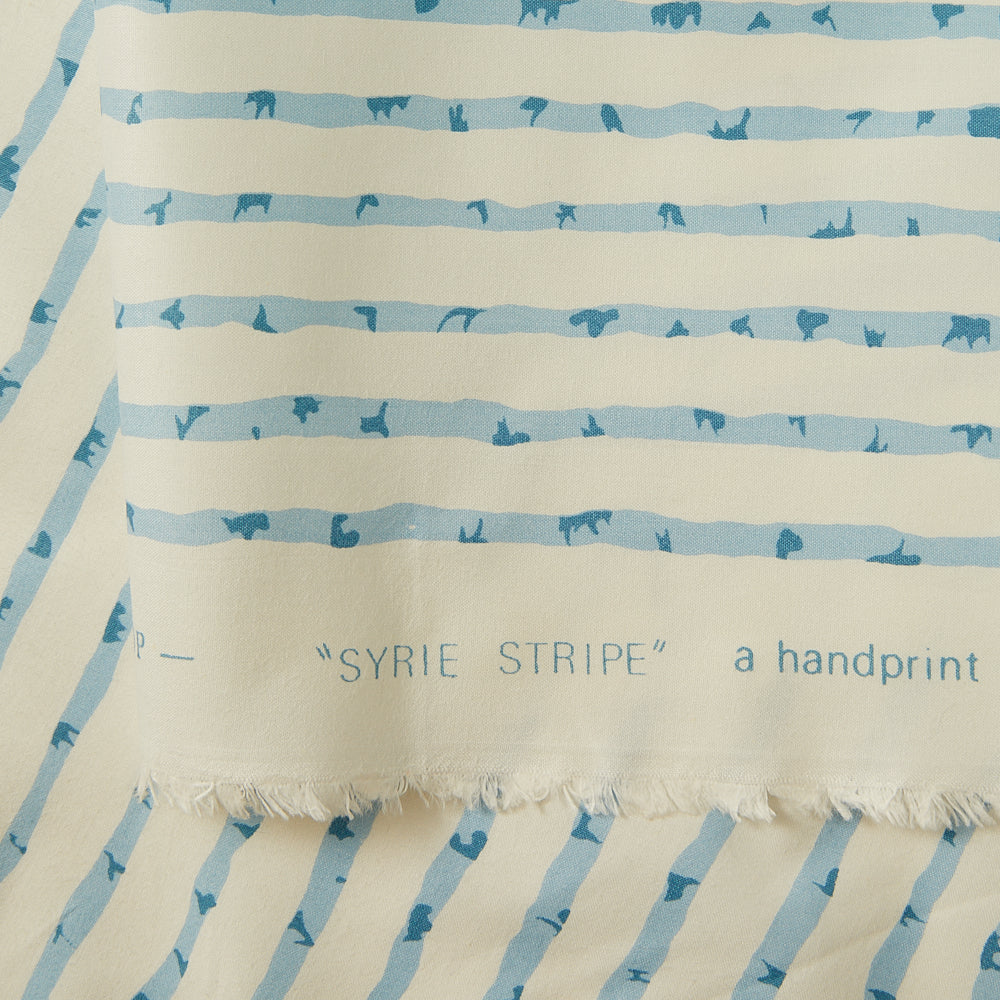 P — "SYRIE STRIPE" a handprint